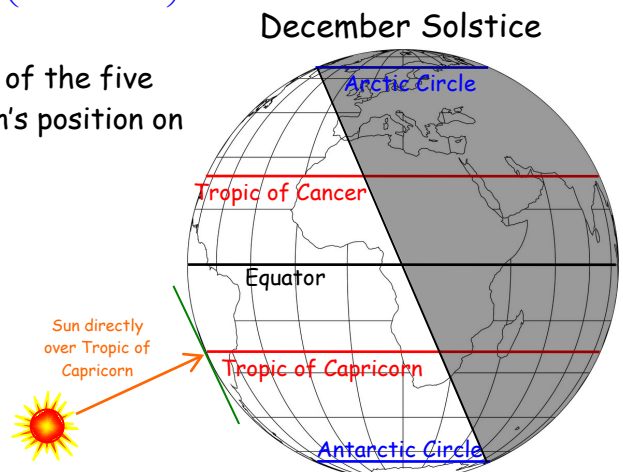 December Solstice
of the five
's position on
Arctic Circle
Tropic of Cancer
Equator
Sun directly
over Tropic of
Capricorn
Tropic of Capricorn
Antarctic Circle